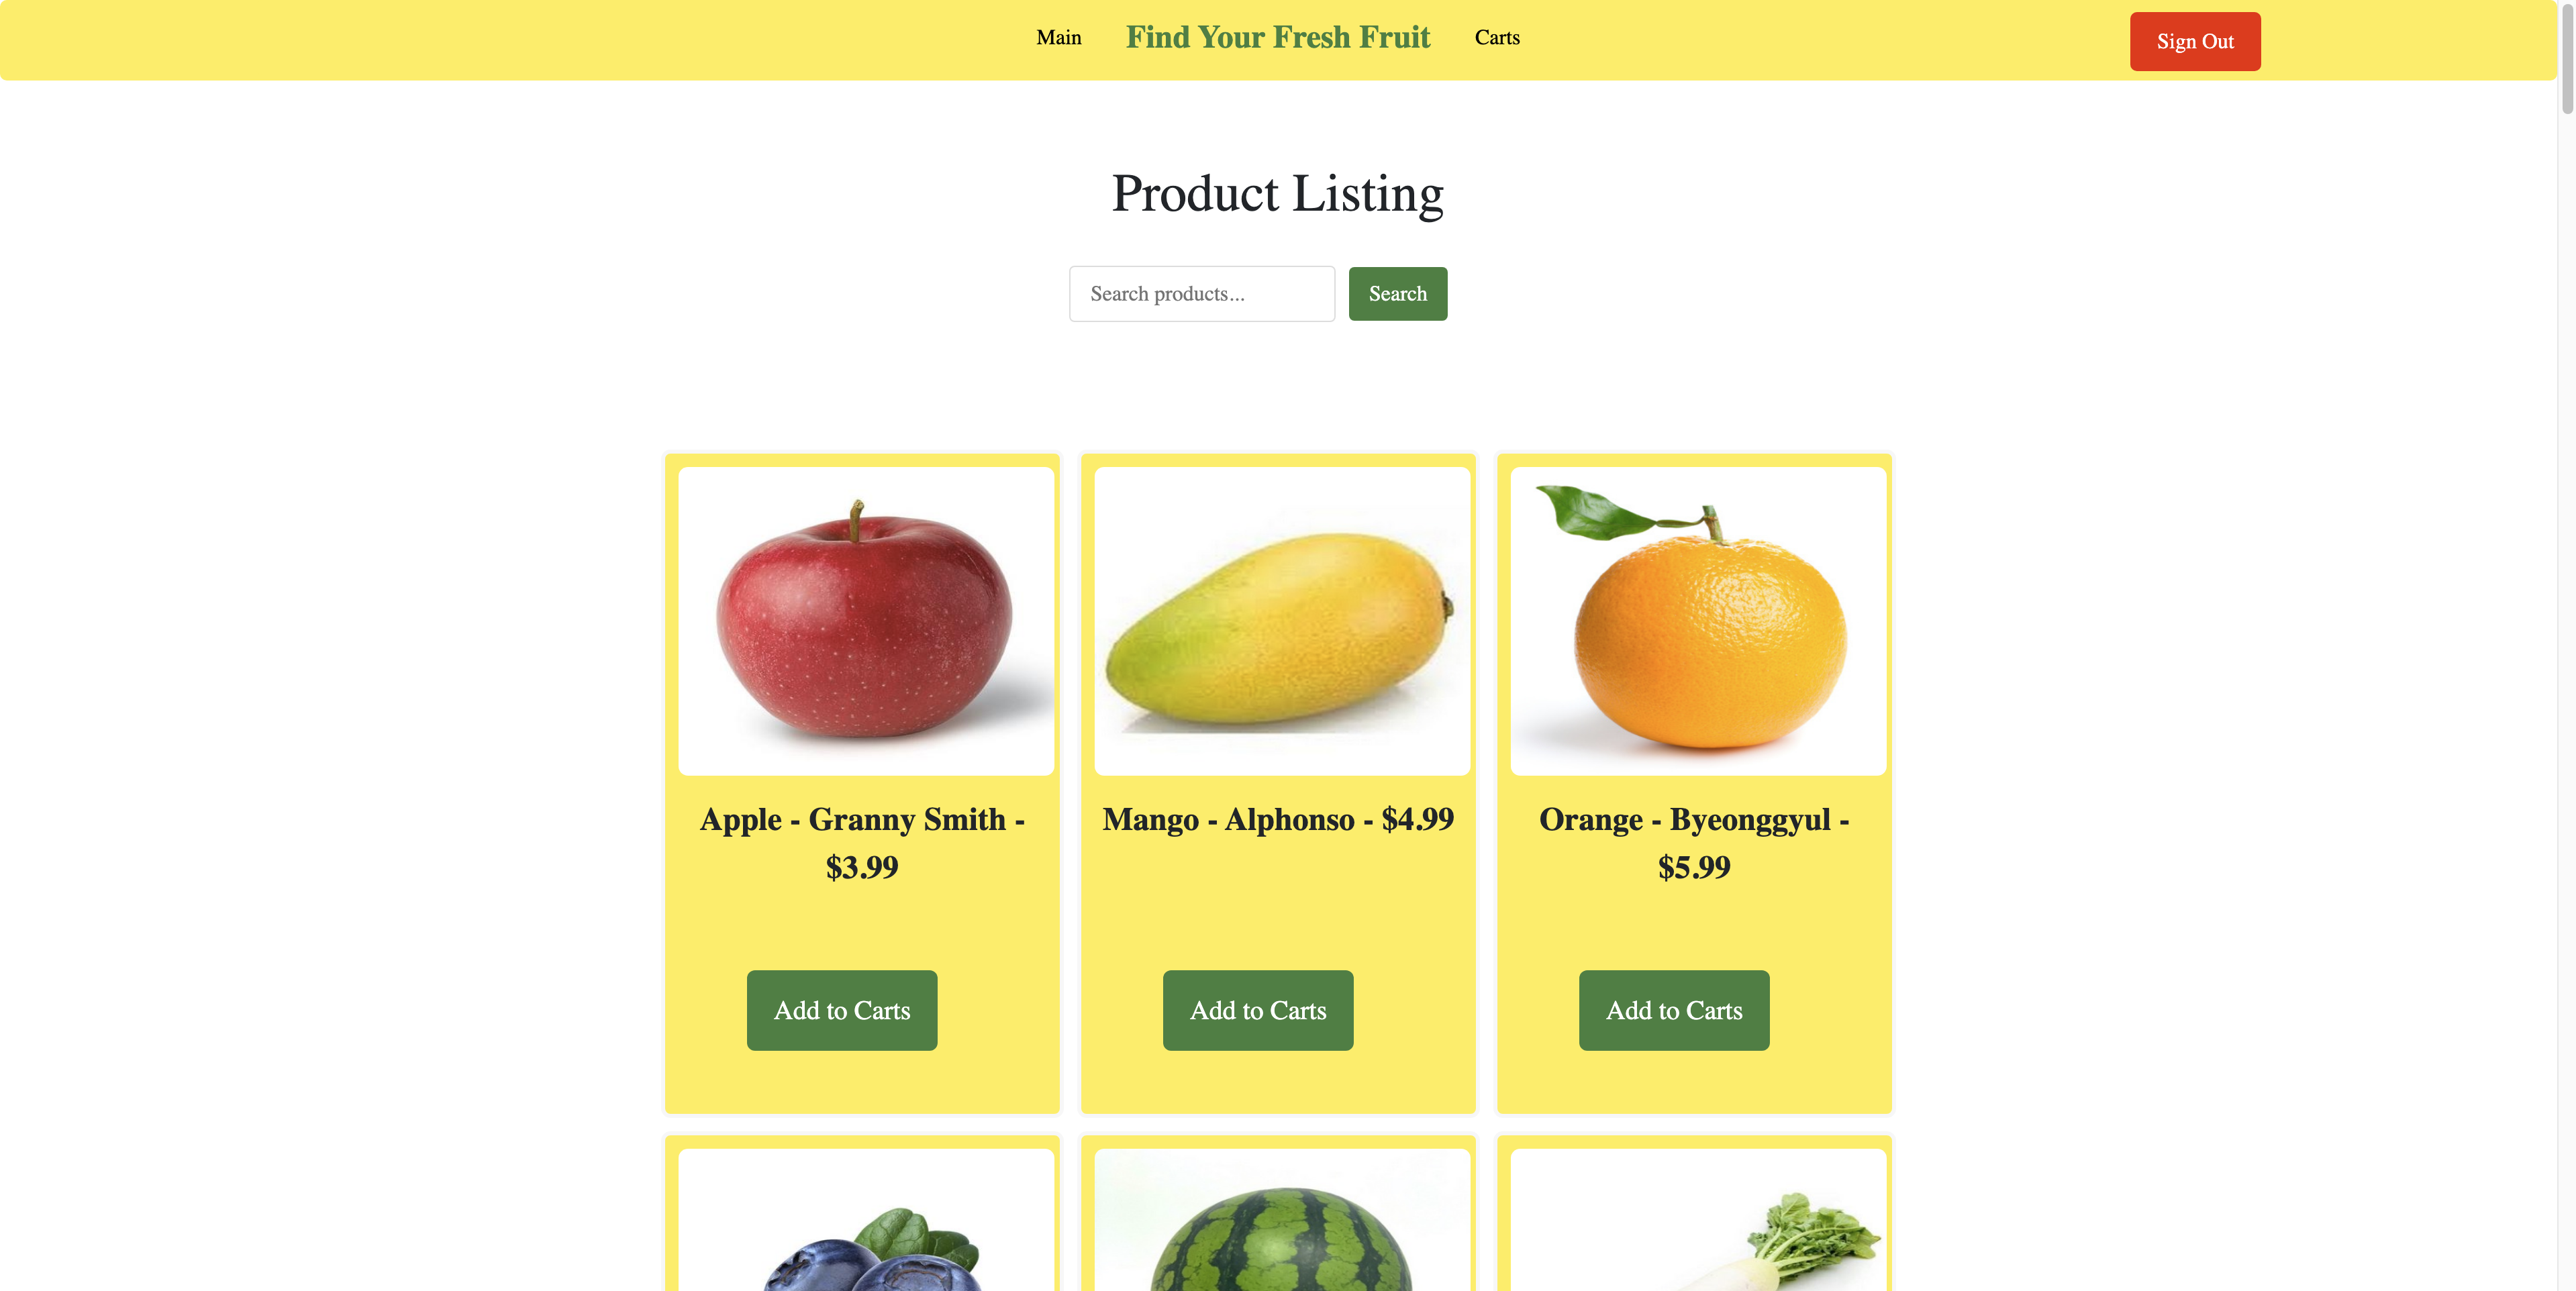 Main
Find Your Fresh Fruit
Carts
Sign Out
Product Listing
Search products...
Search
Apple - Granny Smith -
$3.99
Mango - Alphonso - $4.99
Orange - Byeonggyul -
$5.99
Add to Carts
Add to Carts
Add to Carts